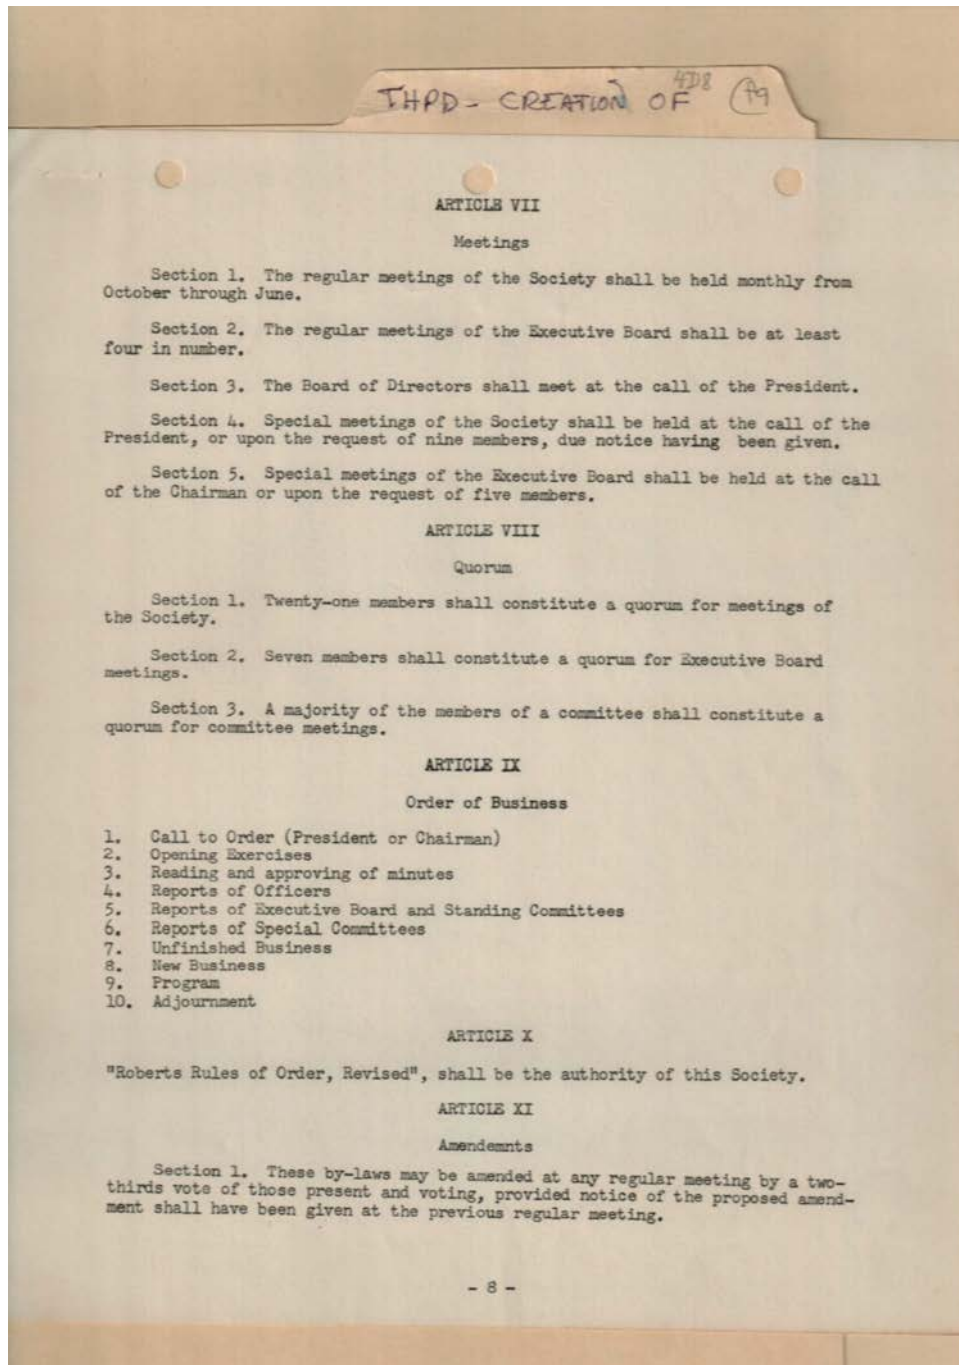 THPD - CREATION OF 4D8
ARTICLE VII
Meetings
Section 1. The regular meetings of the Society shall be held monthly from
October through June.
Section 2. The regular meetings of the Executive Board shall be at least
four in number.
Section 3. The Board of Directors shall meet at the call of the President.
Section 4. Special meetings of the Society shall be held at the call of the
President, or upon the request of nine members, due notice having been given.
Section 5. Special meetings of the Executive Board shall be held at the call
of the Chairman or upon the request of five members.
ARTICLE VIII
Quorum
Section 1. Twenty-one members shall constitute a quorum for meetings of
the Society.
Section 2. Seven members shall constitute a quorum for Executive Board
meetings.
Section 3. A majority of the members of a committee shall constitute a
quorum for committee meetings.
ARTICLE IX
Order of Business
1. Call to Order (President or Chairman)
2. Opening Exercises
3. Reading and approving of minutes
4. Reports of Officers
5. Reports of Executive Board and Standing Committees
6. Reports of Special Committees
7. Unfinished Business
8. New Business
9. Program
10. Adjournment
ARTICLE X
"Roberts Rules of Order, Revised", shall be the authority of this Society.
ARTICLE XI
Amendemnts
Section 1. These by-laws may be amended at any regular meeting by a two-
thirds vote of those present and voting, provided notice of the proposed amend-
ment shall have been given at the previous regular meeting.
- 8 -